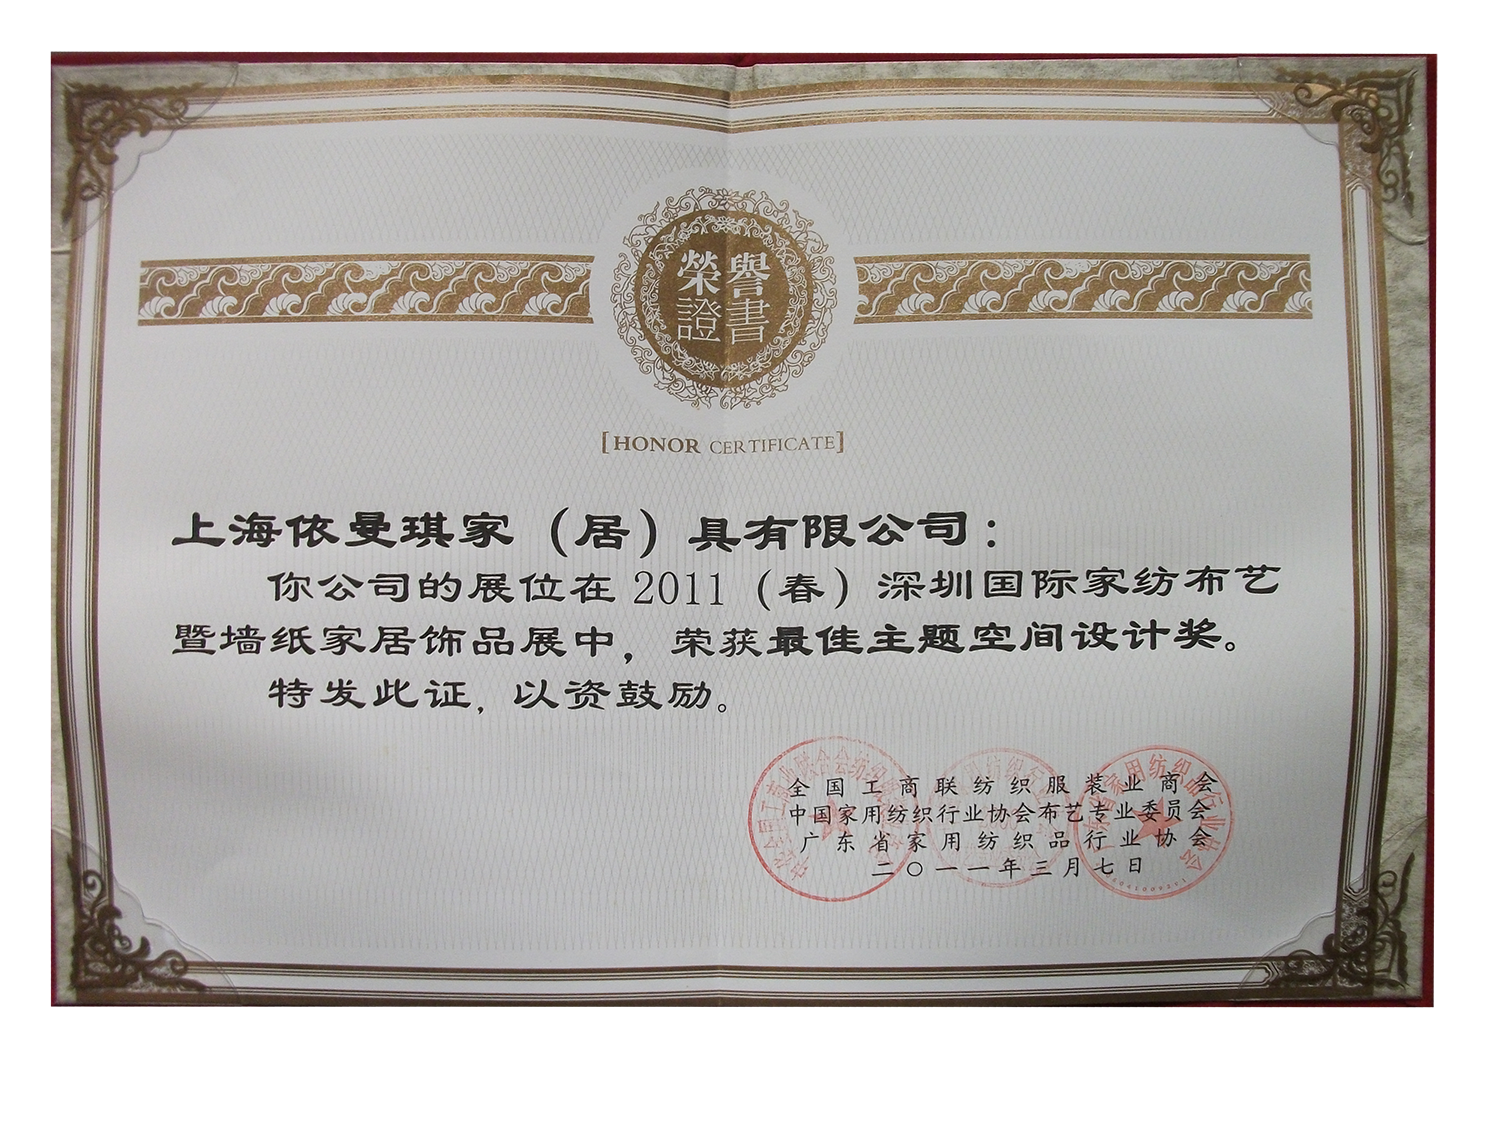 榮譽
證書
[HONOR CERTIFICATE]
上海依曼琪家（居）具有限公司：
你公司的展位在 2011（春）深圳国际家纺布艺
暨墙纸家居饰品展中，荣获最佳主题空间设计奖。
特发此证，以资鼓励。
全国工商联纺织服装业商会
中国家用纺织行业协会布艺专业委员会
广东省家用纺织品行业协会
二〇一一年三月七日